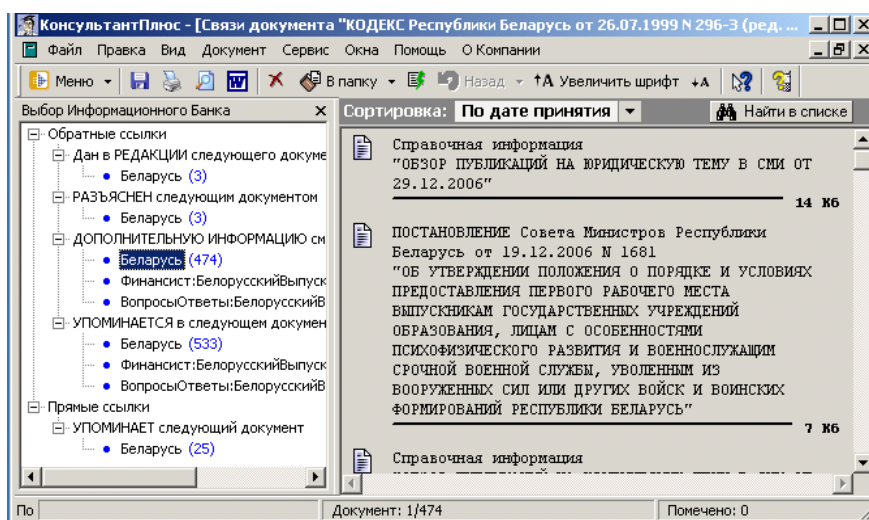 КонсультантПлюс - [Связи документа "КОДЕКС Республики Беларусь от 26.07.1999 N 296-З (ред. ...
Файл Правка Вид Документ Сервис Окна Помощь О Компании
Меню В папку Назад Увеличить шрифт
Выбор Информационного Банка
Обратные ссылки
Дан в РЕДАКЦИИ следующего докуме
Беларусь (3)
РАЗЪЯСНЕН следующим документом
Беларусь (3)
ДОПОЛНИТЕЛЬНУЮ ИНФОРМАЦИЮ см
Беларусь (474)
Финансист:БелорусскийВыпуск
ВопросыОтветы:БелорусскийВ
УПОМИНАЕТСЯ в следующем докумен
Беларусь (533)
Финансист:БелорусскийВыпуск
ВопросыОтветы:БелорусскийВ
Прямые ссылки
УПОМИНАЕТ следующий документ
Беларусь (25)
Сортировка: По дате принятия Найти в списке
Справочная информация
"ОБЗОР ПУБЛИКАЦИЙ НА ЮРИДИЧЕСКУЮ ТЕМУ В СМИ ОТ
29.12.2006"
14 Кб
ПОСТАНОВЛЕНИЕ Совета Министров Республики
Беларусь от 19.12.2006 N 1681
"ОБ УТВЕРЖДЕНИИ ПОЛОЖЕНИЯ О ПОРЯДКЕ И УСЛОВИЯХ
ПРЕДОСТАВЛЕНИЯ ПЕРВОГО РАБОЧЕГО МЕСТА
ВЫПУСКНИКАМ ГОСУДАРСТВЕННЫХ УЧРЕЖДЕНИЙ
ОБРАЗОВАНИЯ, ЛИЦАМ С ОСОБЕННОСТЯМИ
ПСИХОФИЗИЧЕСКОГО РАЗВИТИЯ И ВОЕННОСЛУЖАЩИМ
СРОЧНОЙ ВОЕННОЙ СЛУЖБЫ, УВОЛЕННЫМ ИЗ
ВООРУЖЕННЫХ СИЛ ИЛИ ДРУГИХ ВОЙСК И ВОИНСКИХ
ФОРМИРОВАНИЙ РЕСПУБЛИКИ БЕЛАРУСЬ"
7 Кб
Справочная информация
По Документ: 1/474 Помечено: 0